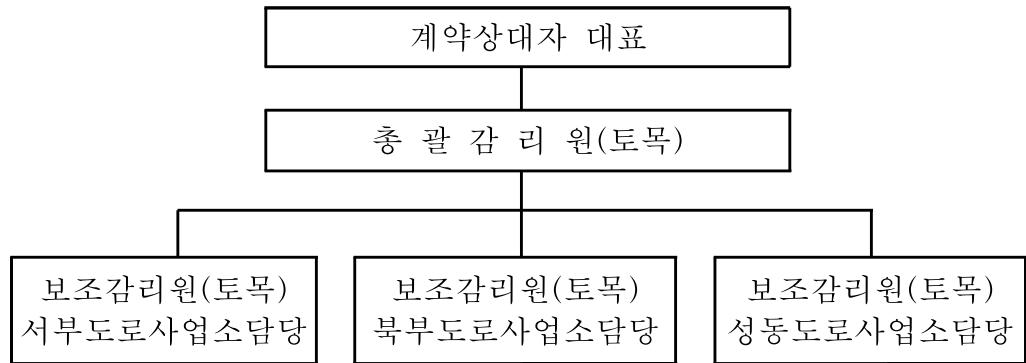 계약상대자 대표
총 괄 감 리 원(토목)
보조감리원(토목)
서부도로사업소담당
보조감리원(토목)
북부도로사업소담당
보조감리원(토목)
성동도로사업소담당